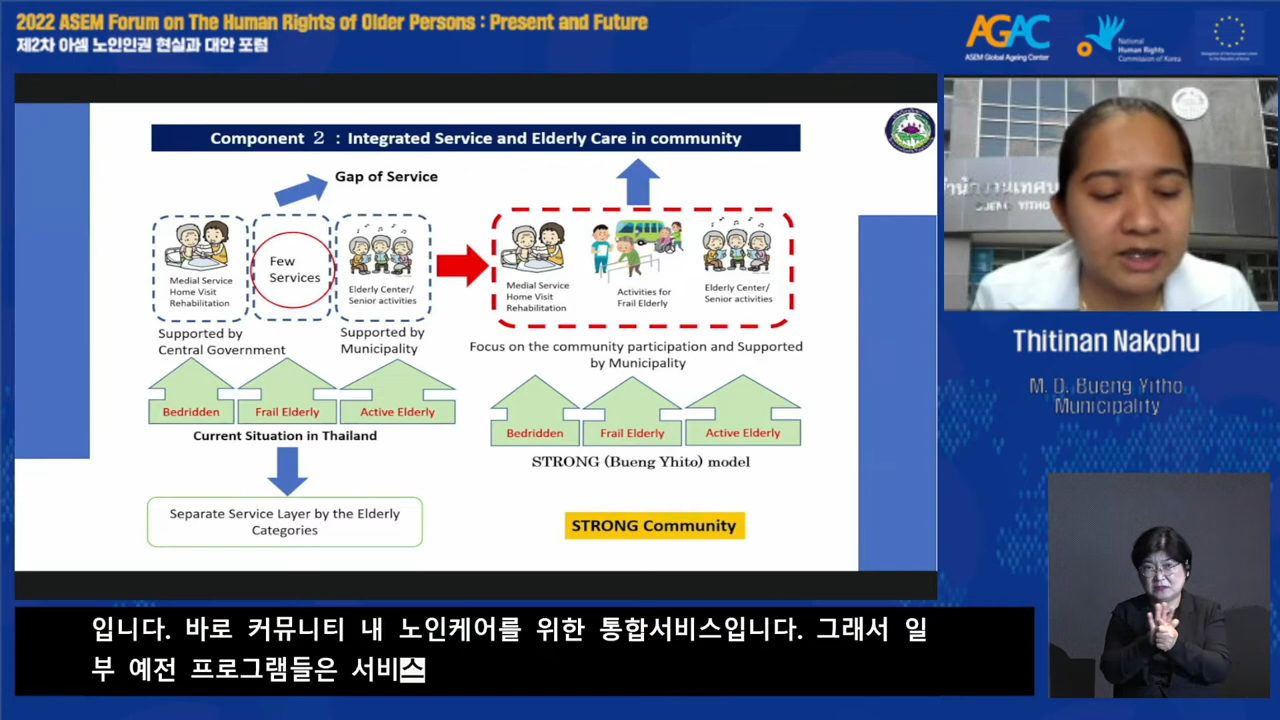 2022 ASEM Forum on The Human Rights of Older Persons : Present and Future
제2차 아셈 노인인권 현실과 대안 포럼
AGAC
ASEM Global Ageing Center
National
Human Rights
Commission of Korea
Component 2 : Integrated Service and Elderly Care in community
Gap of Service
Medial Service
Home Visit
Rehabilitation
Few
Services
Elderly Center/
Senior activities
Supported by
Central Government
Supported by
Municipality
Bedridden
Frail Elderly
Active Elderly
Current Situation in Thailand
Separate Service Layer by the Elderly
Categories
Medial Service
Home Visit
Rehabilitation
Activities for
Frail Elderly
Elderly Center/
Senior activities
Focus on the community participation and Supported
by Municipality
Bedridden
Frail Elderly
Active Elderly
STRONG (Bueng Yhito) model
STRONG Community
Thitinan Nakphu
M. D. Bueng Yitho
Municipality
입니다. 바로 커뮤니티 내 노인케어를 위한 통합서비스입니다. 그래서 일
부 예전 프로그램들은 서비스